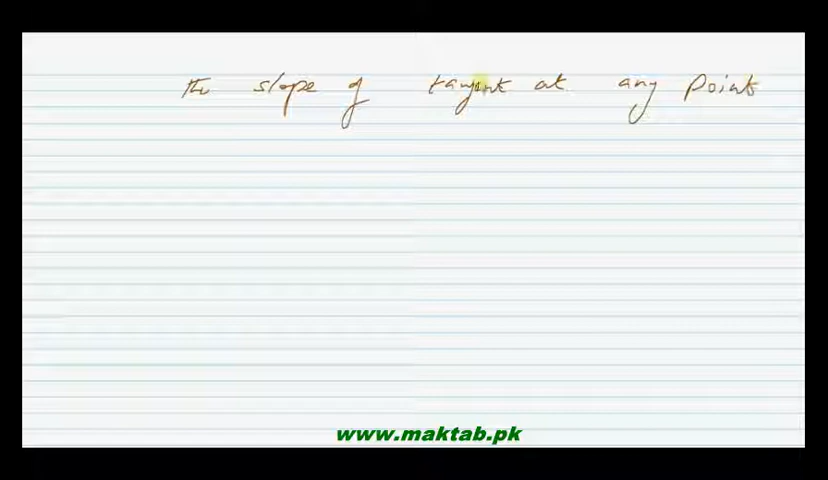 the slope of tangent at any point
www.maktab.pk